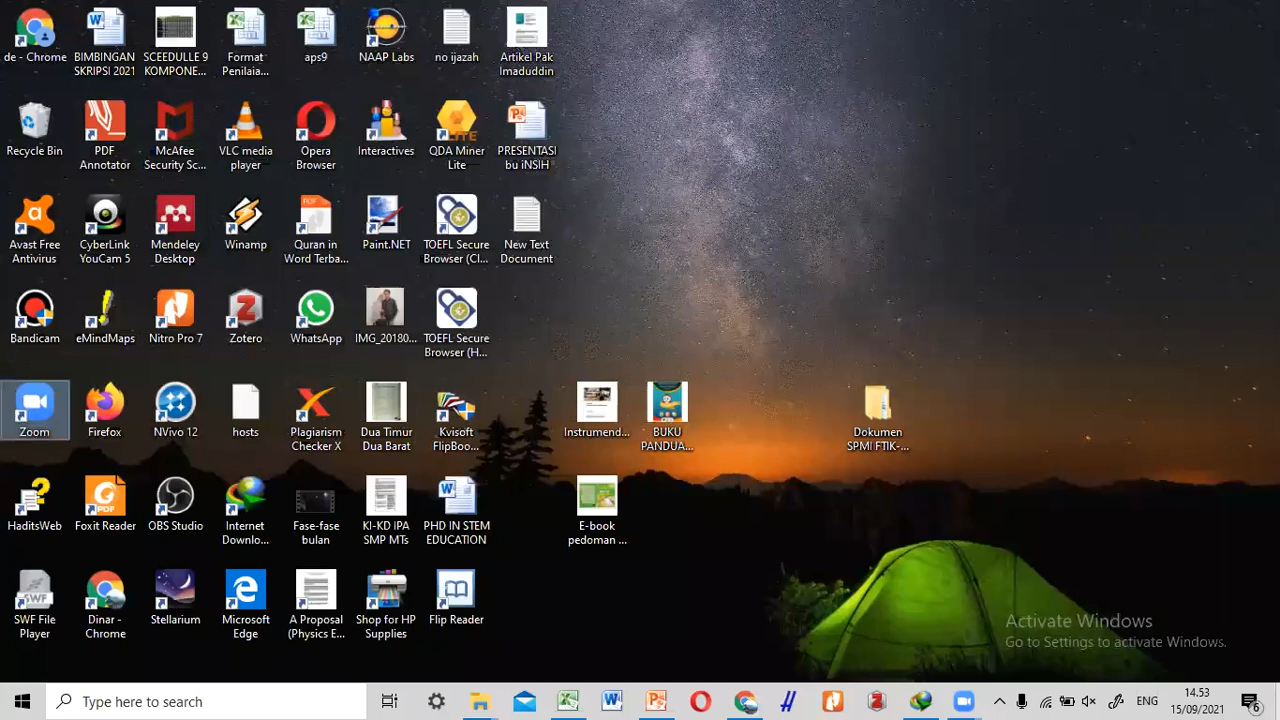 de - Chrome
BIMBINGAN
SKRIPSI 2021
SCEEDULLE 9
KOMPONE...
Format
Penilaia...
aps9
NAAP Labs
no ijazah
Artikel Pak
Imaduddin
Recycle Bin
PDF
Annotator
McAfee
Security Sc...
VLC media
player
Opera
Browser
Interactives
LITE
QDA Miner
Lite
PRESENTASI
bu iNSIH
Avast Free
Antivirus
CyberLink
YouCam 5
Mendeley
Desktop
Winamp
PDF
Quran in
Word Terba...
Paint.NET
TOEFL Secure
Browser (Cl...
New Text
Document
Bandicam
eMindMaps
Nitro Pro 7
Zotero
WhatsApp
IMG_20180...
TOEFL Secure
Browser (H...
Zoom
Firefox
NVivo 12
hosts
Plagiarism
Checker X
Dua Timur
Dua Barat
Kvisoft
FlipBoo...
Instrumend...
BUKU
PANDUA...
Dokumen
SPMI FTIK-...
HaditsWeb
PDF
Foxit Reader
OBS Studio
Internet
Downlo...
Fase-fase
bulan
KI-KD IPA
SMP MTs
PHD IN STEM
EDUCATION
E-book
pedoman ...
SWF
SWF File
Player
Dinar -
Chrome
Stellarium
Microsoft
Edge
A Proposal
(Physics E...
Shop for HP
Supplies
Flip Reader
Activate Windows
Go to Settings to activate Windows.
Type here to search
ENG
14.53
15/09/2021
6